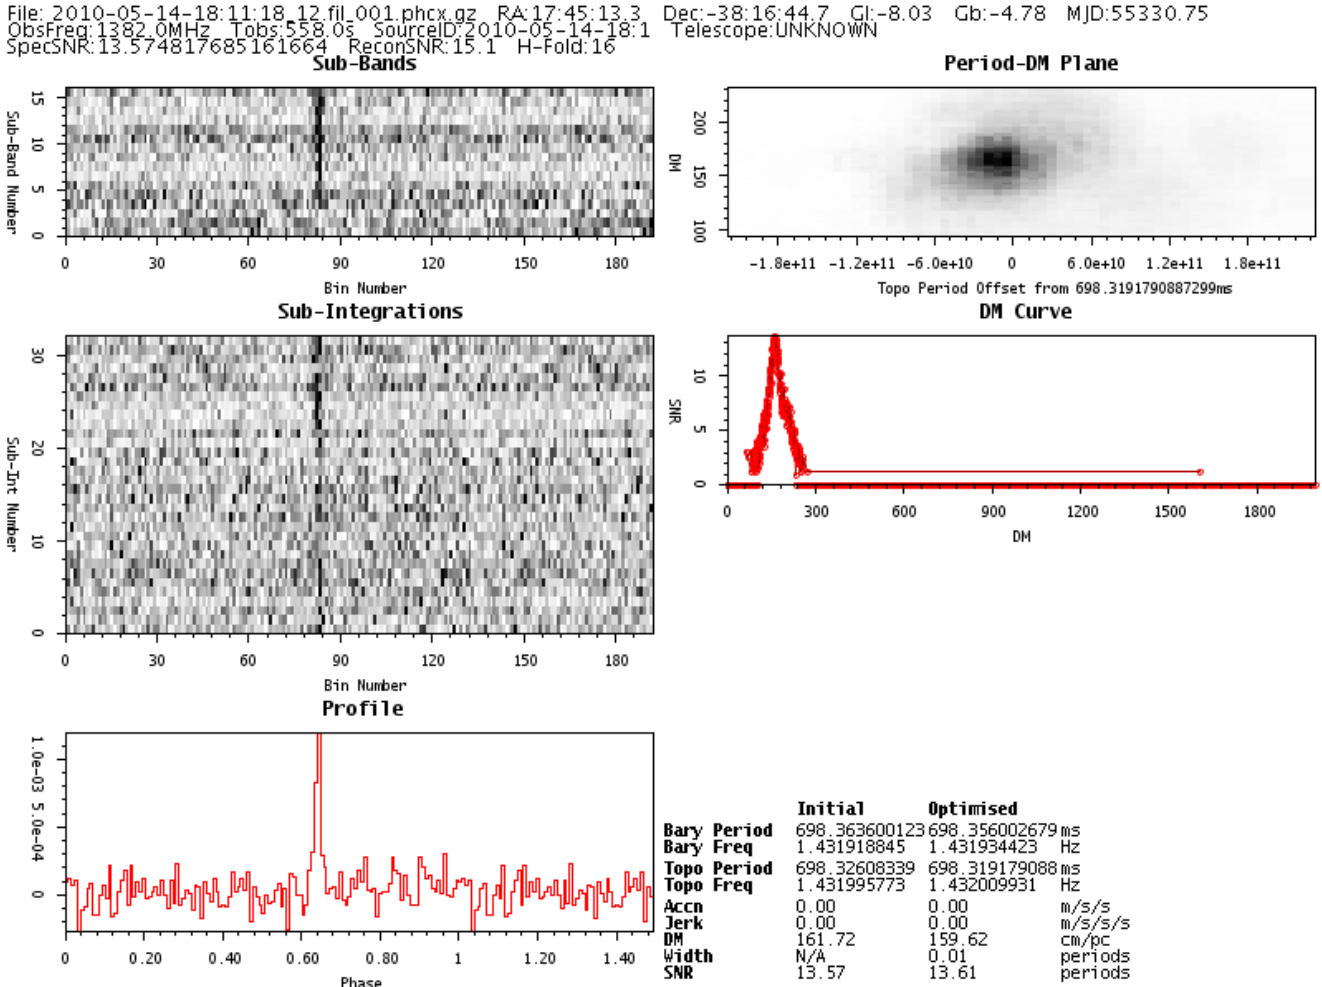 File: 2010-05-14-18:11:18_12.fil_001.phcx.gz RA:17:45:13.3 Dec:-38:16:44.7 Gl:-8.03 Gb:-4.78 MJD:55330.75
ObsFreq:1382.0MHz Tobs:558.0s SourceID:2010-05-14-18:1 Telescope:UNKNOWN
SpecSNR:13.5748176851616​64 ReconSNR:15.1 H-Fold:16
Sub-Bands
Sub-Band Number
15
10
5
0
0 30 60 90 120 150 180
Bin Number
Period-DM Plane
DM
200
150
100
-1.8e+11 -1.2e+11 -6.0e+10 0 6.0e+10 1.2e+11 1.8e+11
Topo Period Offset from 698.3191790887299ms
Sub-Integrations
Sub-Int Number
30
20
10
0
0 30 60 90 120 150 180
Bin Number
DM Curve
SNR
10
5
0
0 300 600 900 1200 1500 1800
DM
Profile
1.0e-03 5.0e-04 0
0 0.20 0.40 0.60 0.80 1 1.20 1.40
Phase
Initial Optimised
Bary Period 698.363600123 698.356002679 ms
Bary Freq 1.431918845 1.431934423 Hz
Topo Period 698.32608339 698.319179088 ms
Topo Freq 1.431995773 1.432009931 Hz
Accn 0.00 0.00 m/s/s
Jerk 0.00 0.00 m/s/s/s
DM 161.72 159.62 cm/pc
Width N/A 0.01 periods
SNR 13.57 13.61 periods